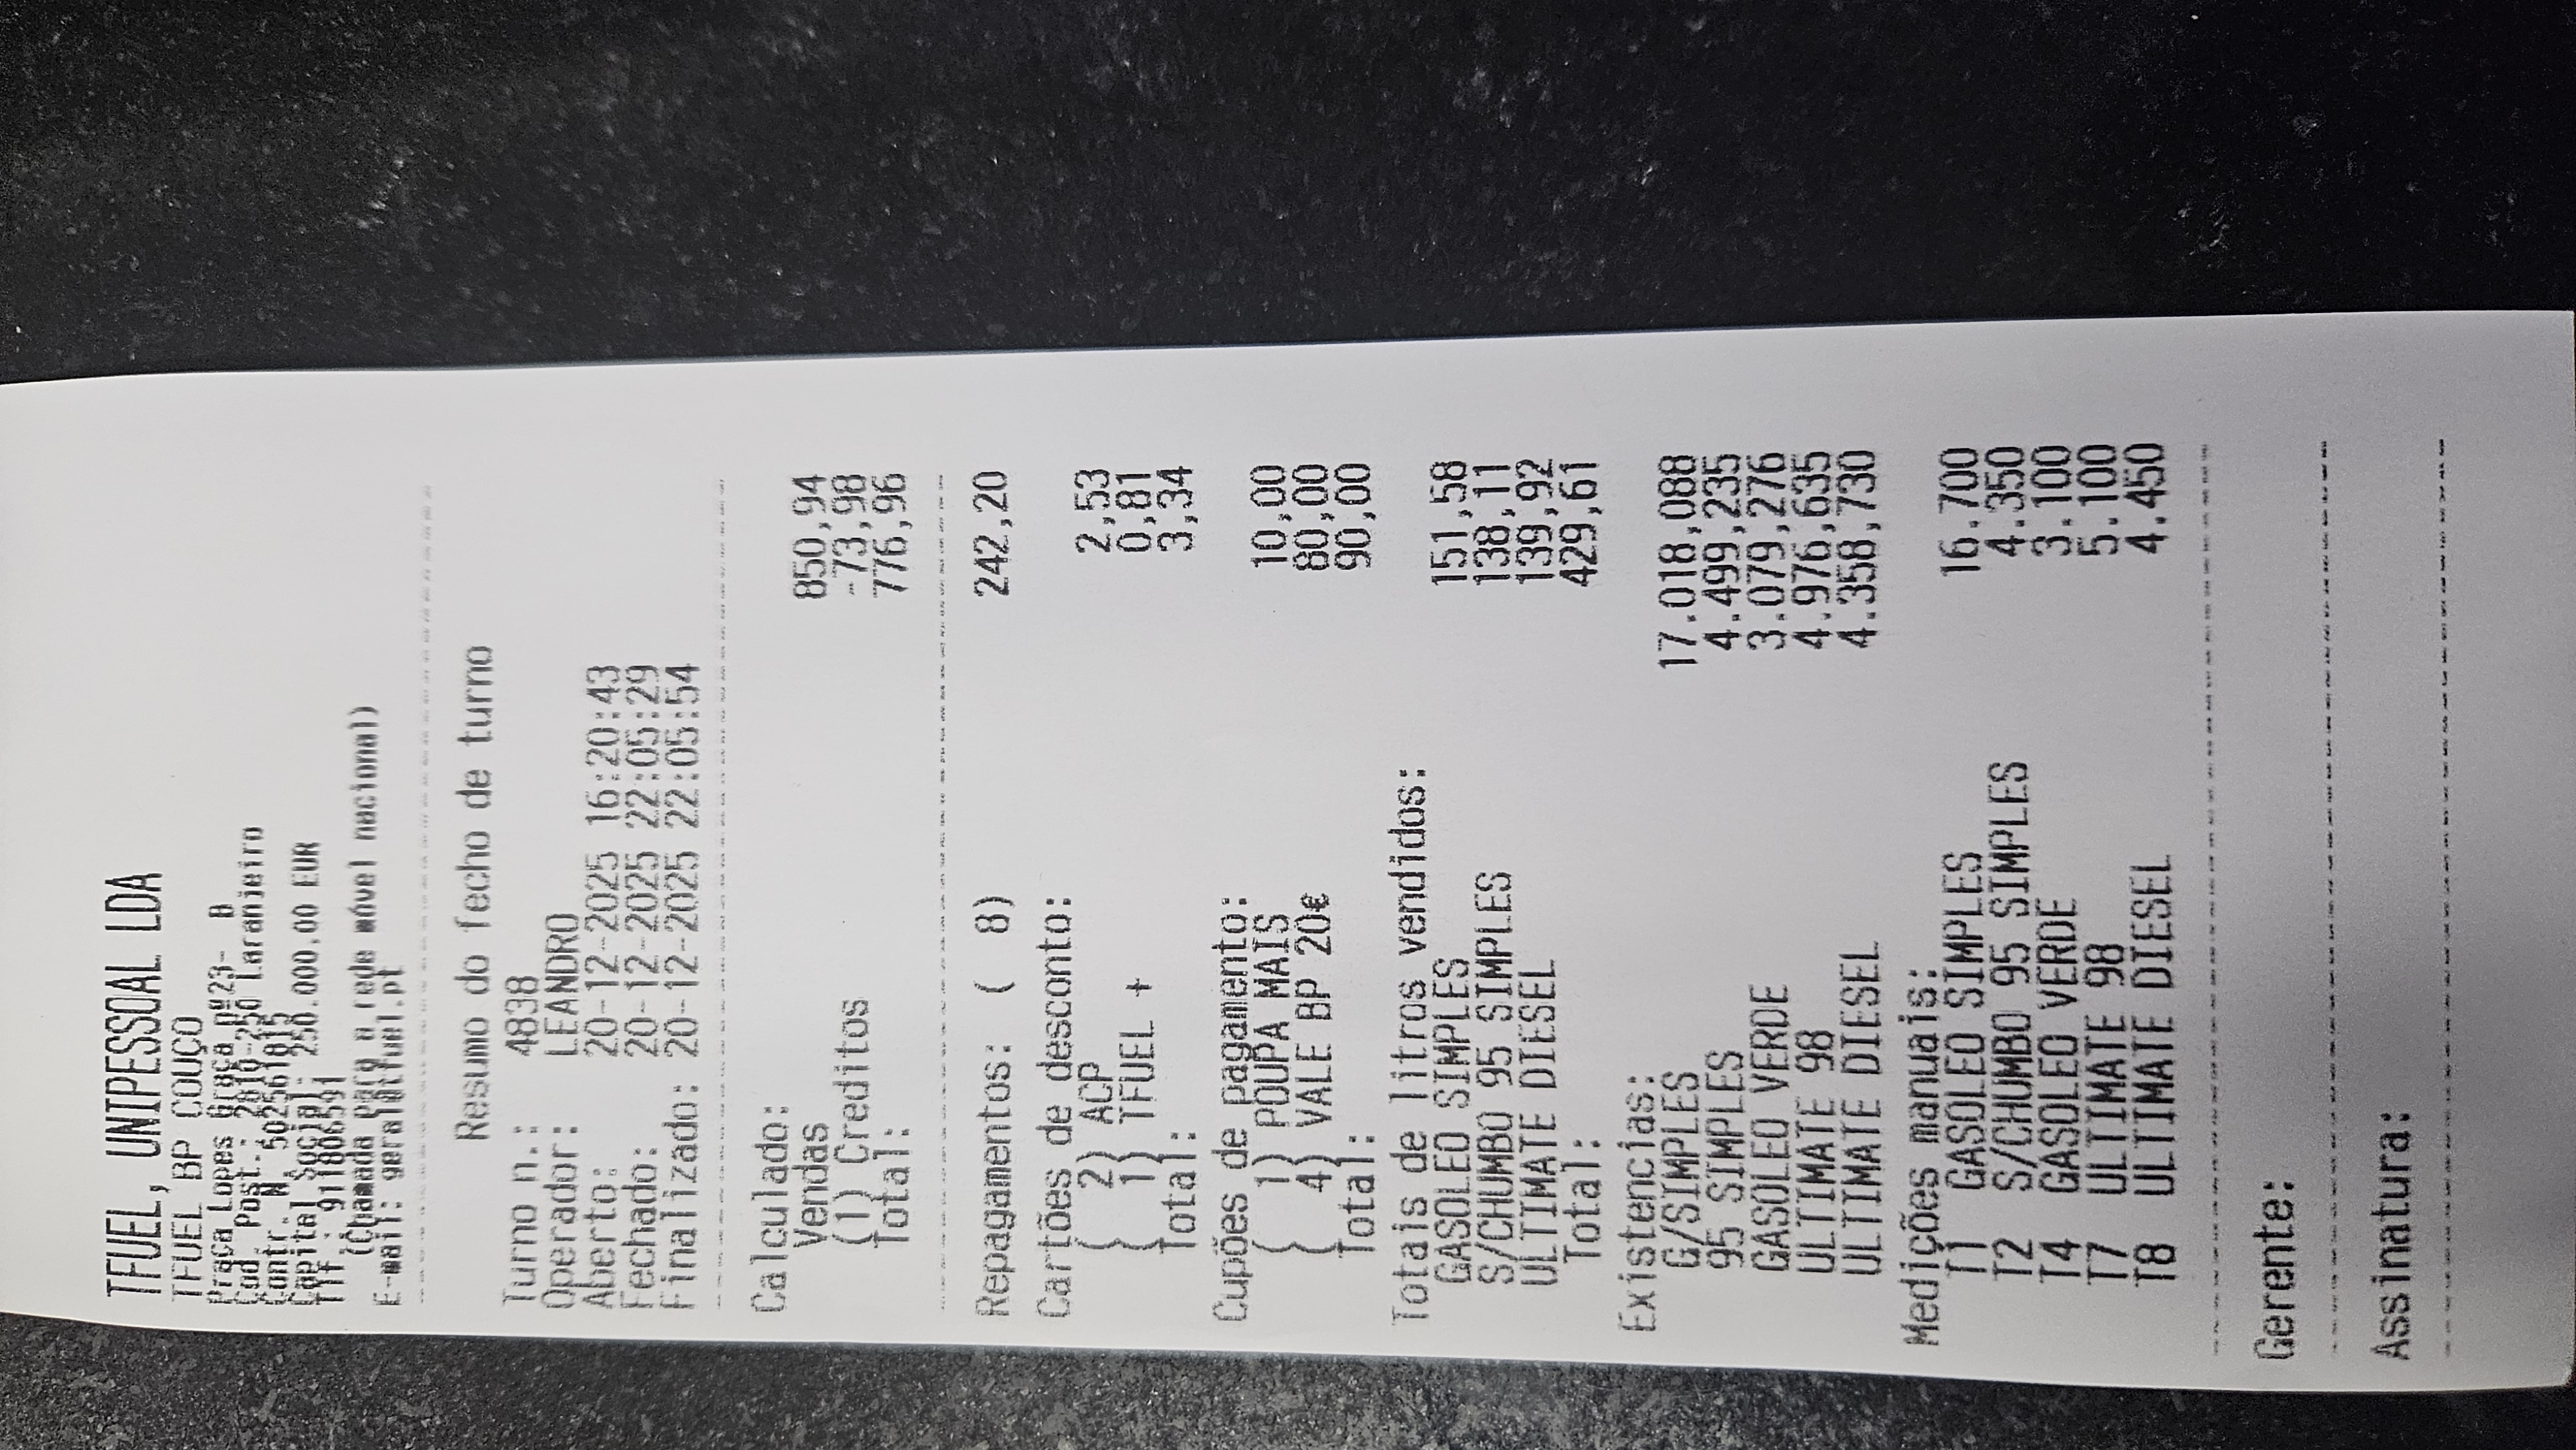 TFUEL, UNIPESSOAL LDA
TFUEL BP COUÇO
Praça Lopes Graça nº23- B
Cod Post.: 2810-250 Laranjeiro
Contr. N. 502561815
Capital Social: 250.000,00 EUR
Tlf.: 911806591
(Chamada para a rede móvel nacional)
E-mail: geral@tfuel.pt
Resumo do fecho de turno
Turno n.: 4838
Operador: LEANDRO
Aberto: 20-12-2025 16:20:43
Fechado: 20-12-2025 22:05:29
Finalizado: 20-12-2025 22:05:54
Calculado:
Vendas 850,94
(1) Creditos -73,98
Total: 776,96
Repagamentos: ( 8) 242,20
Cartões de desconto:
( 2) ACP 2,53
( 1) TFUEL + 0,81
Total: 3,34
Cupões de pagamento:
( 1) POUPA MAIS 10,00
( 4) VALE BP 20€ 80,00
Total: 90,00
Totais de litros vendidos:
GASOLEO SIMPLES 151,58
S/CHUMBO 95 SIMPLES 138,11
ULTIMATE DIESEL 139,92
Total: 429,61
Existencias:
G/SIMPLES 17.018,088
95 SIMPLES 4.499,235
GASOLEO VERDE 3.079,276
ULTIMATE 98 4.976,635
ULTIMATE DIESEL 4.358,730
Medições manuais:
T1 GASOLEO SIMPLES 16.700
T2 S/CHUMBO 95 SIMPLES 4.350
T4 GASOLEO VERDE 3.100
T7 ULTIMATE 98 5.100
T8 ULTIMATE DIESEL 4.450
Gerente:
Assinatura: